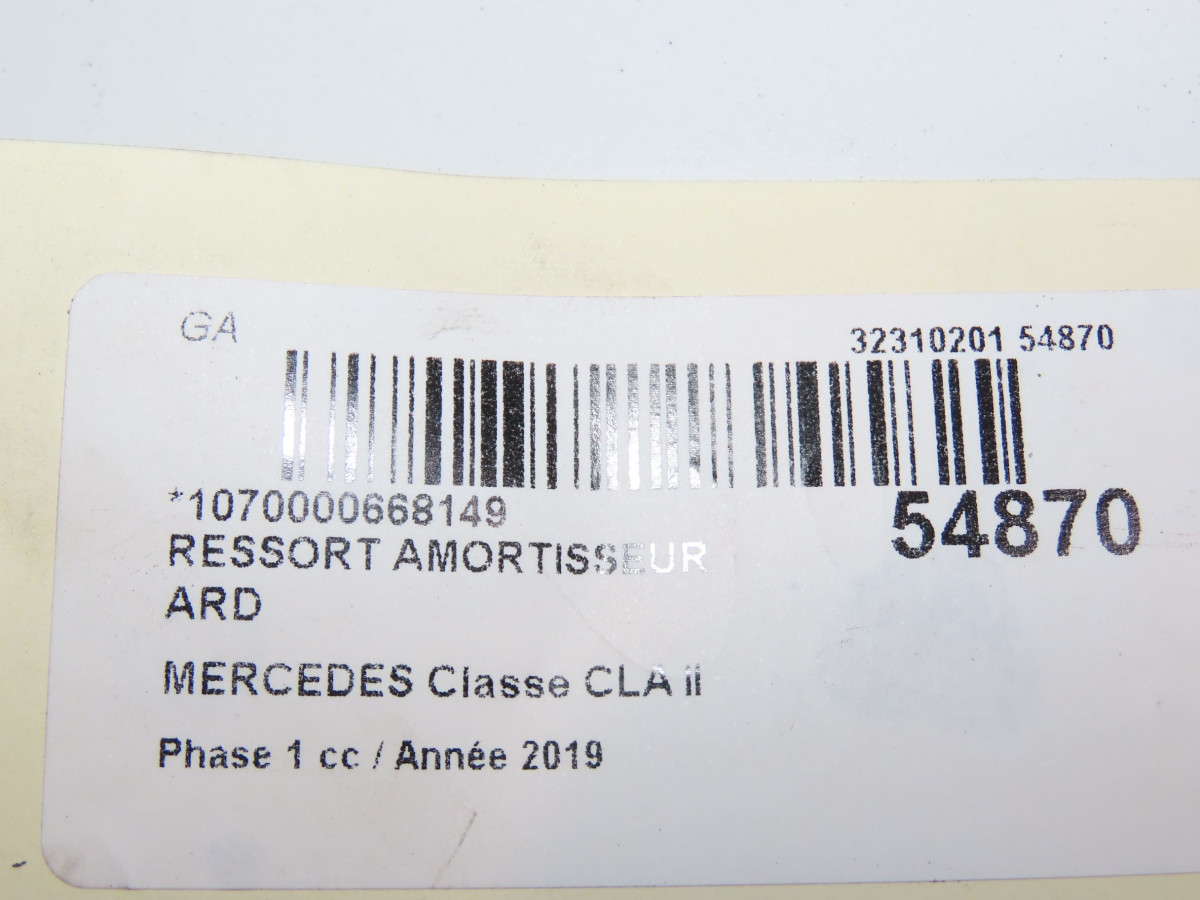 GA
32310201 54870
*1070000668149
54870
RESSORT AMORTISSEUR
ARD
MERCEDES Classe CLA ii
Phase 1 cc / Année 2019